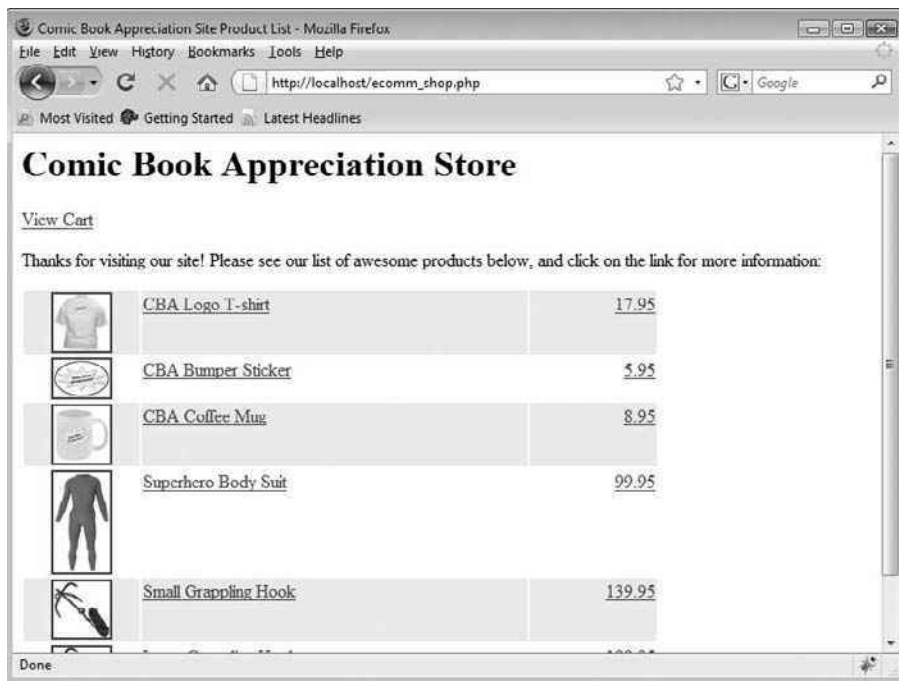 Comic Book Appreciation Site Product List - Mozilla Firefox
File Edit View History Bookmarks Tools Help
http://localhost/ecomm_shop.php
Google
Most Visited Getting Started Latest Headlines
Comic Book Appreciation Store
View Cart
Thanks for visiting our site! Please see our list of awesome products below, and click on the link for more information:
CBA Logo T-shirt 17.95
CBA Bumper Sticker 5.95
CBA Coffee Mug 8.95
Superhero Body Suit 99.95
Small Grappling Hook 139.95
Done